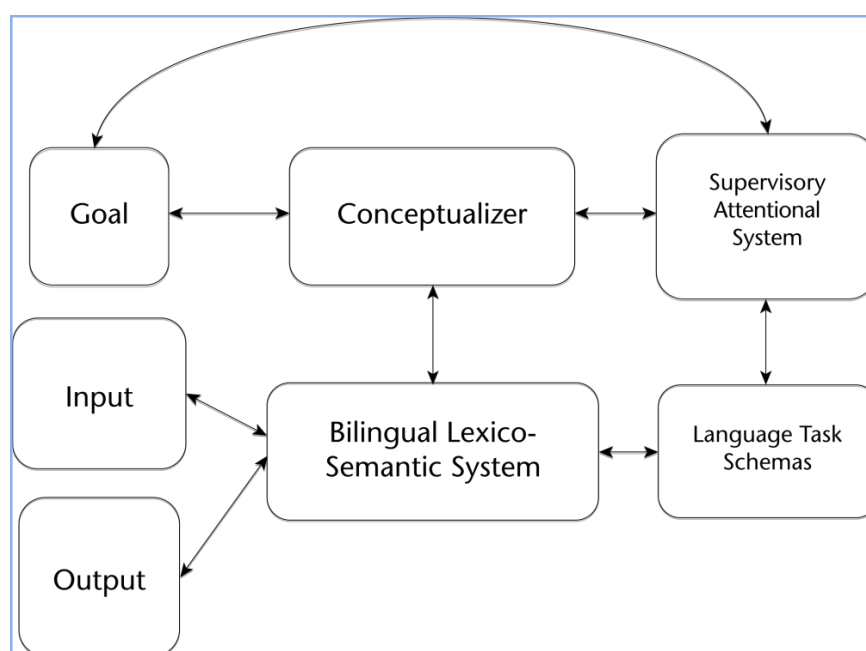 Goal
Conceptualizer
Supervisory
Attentional
System
Input
Bilingual Lexico-
Semantic System
Language Task
Schemas
Output